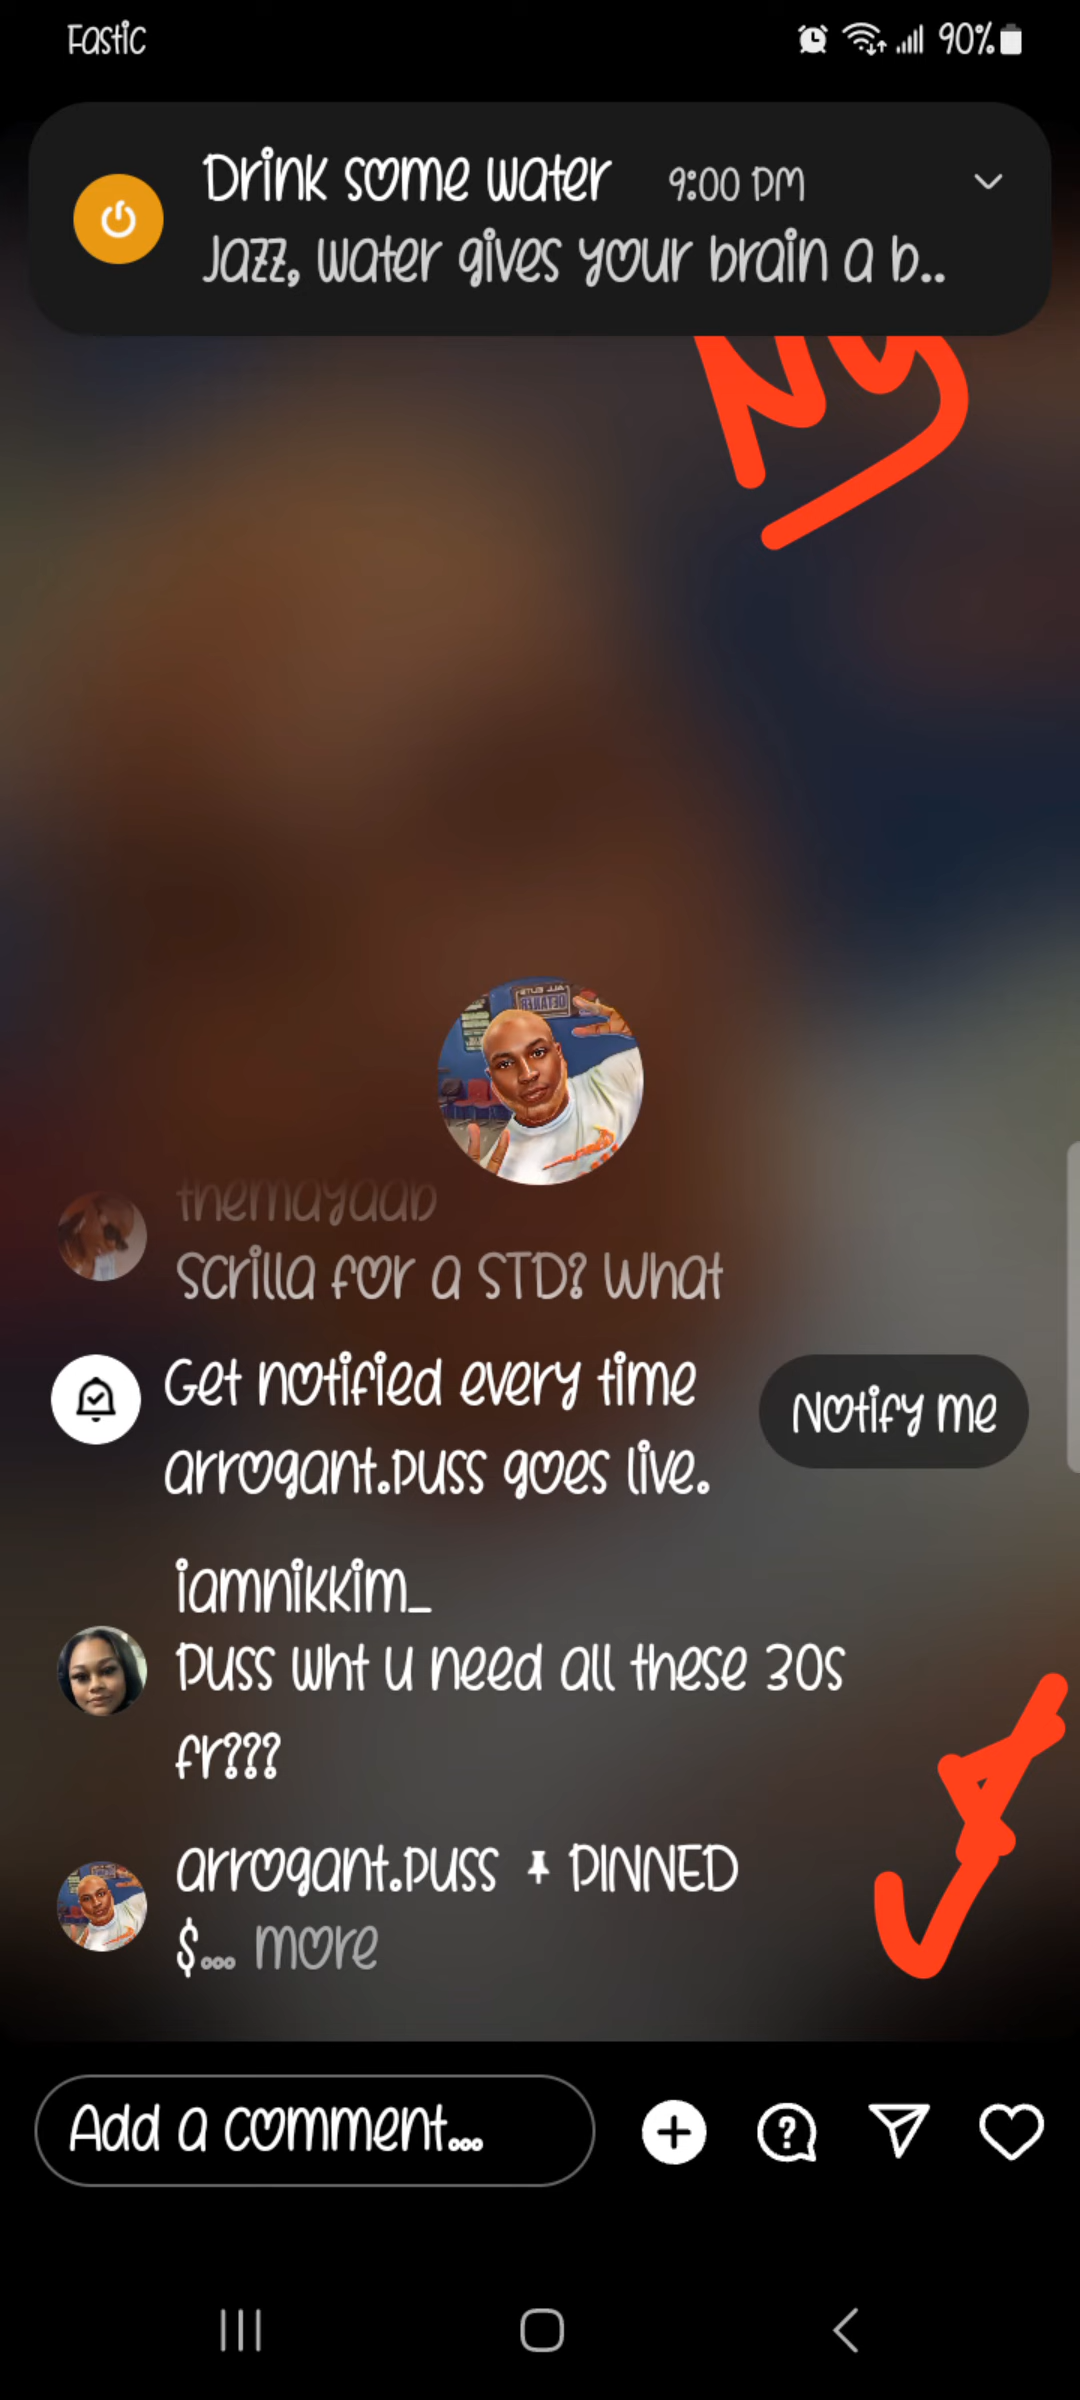 Fastic
90%
Drink some water 9:00 PM
Jazz, water gives your brain a b..
themayaab
Scrilla for a STD? What
Get notified every time
arrogant.puss goes live.
Notify me
iamnikkim_
Puss wht u need all these 30s
fr???
arrogant.puss PINNED
$... more
Add a comment...